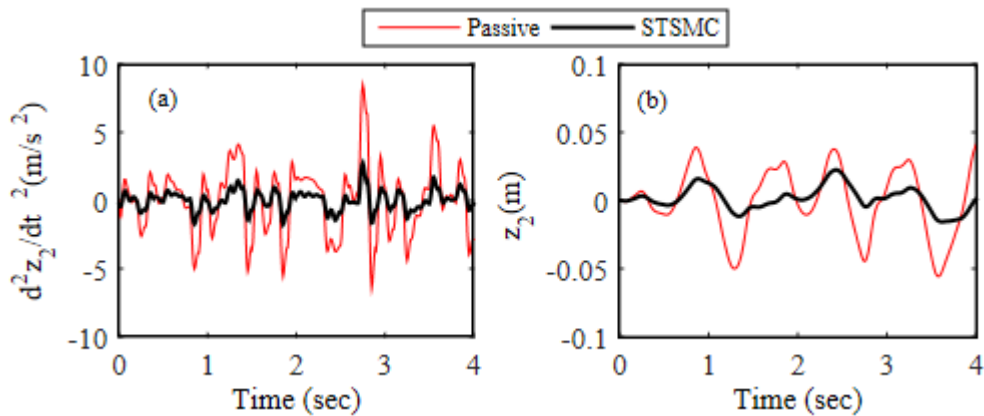 Passive STSMC
10
5
0
-5
-10
d²z₂/dt ²(m/s ²)
(a)
0 1 2 3 4
Time (sec)
0.1
0.05
0
-0.05
-0.1
z₂(m)
(b)
0 1 2 3 4
Time (sec)